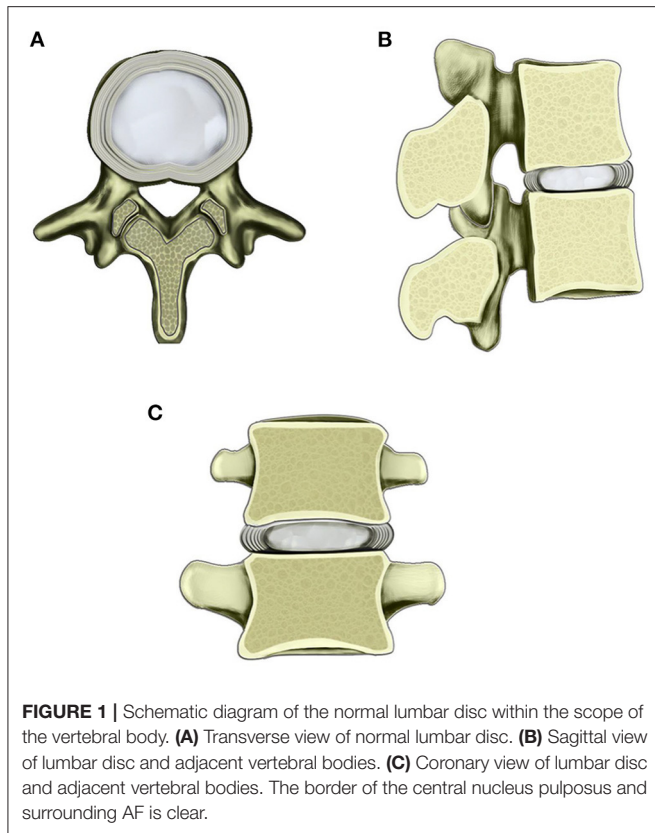 A
B
C
FIGURE 1 | Schematic diagram of the normal lumbar disc within the scope of
the vertebral body. (A) Transverse view of normal lumbar disc. (B) Sagittal view
of lumbar disc and adjacent vertebral bodies. (C) Coronary view of lumbar disc
and adjacent vertebral bodies. The border of the central nucleus pulposus and
surrounding AF is clear.